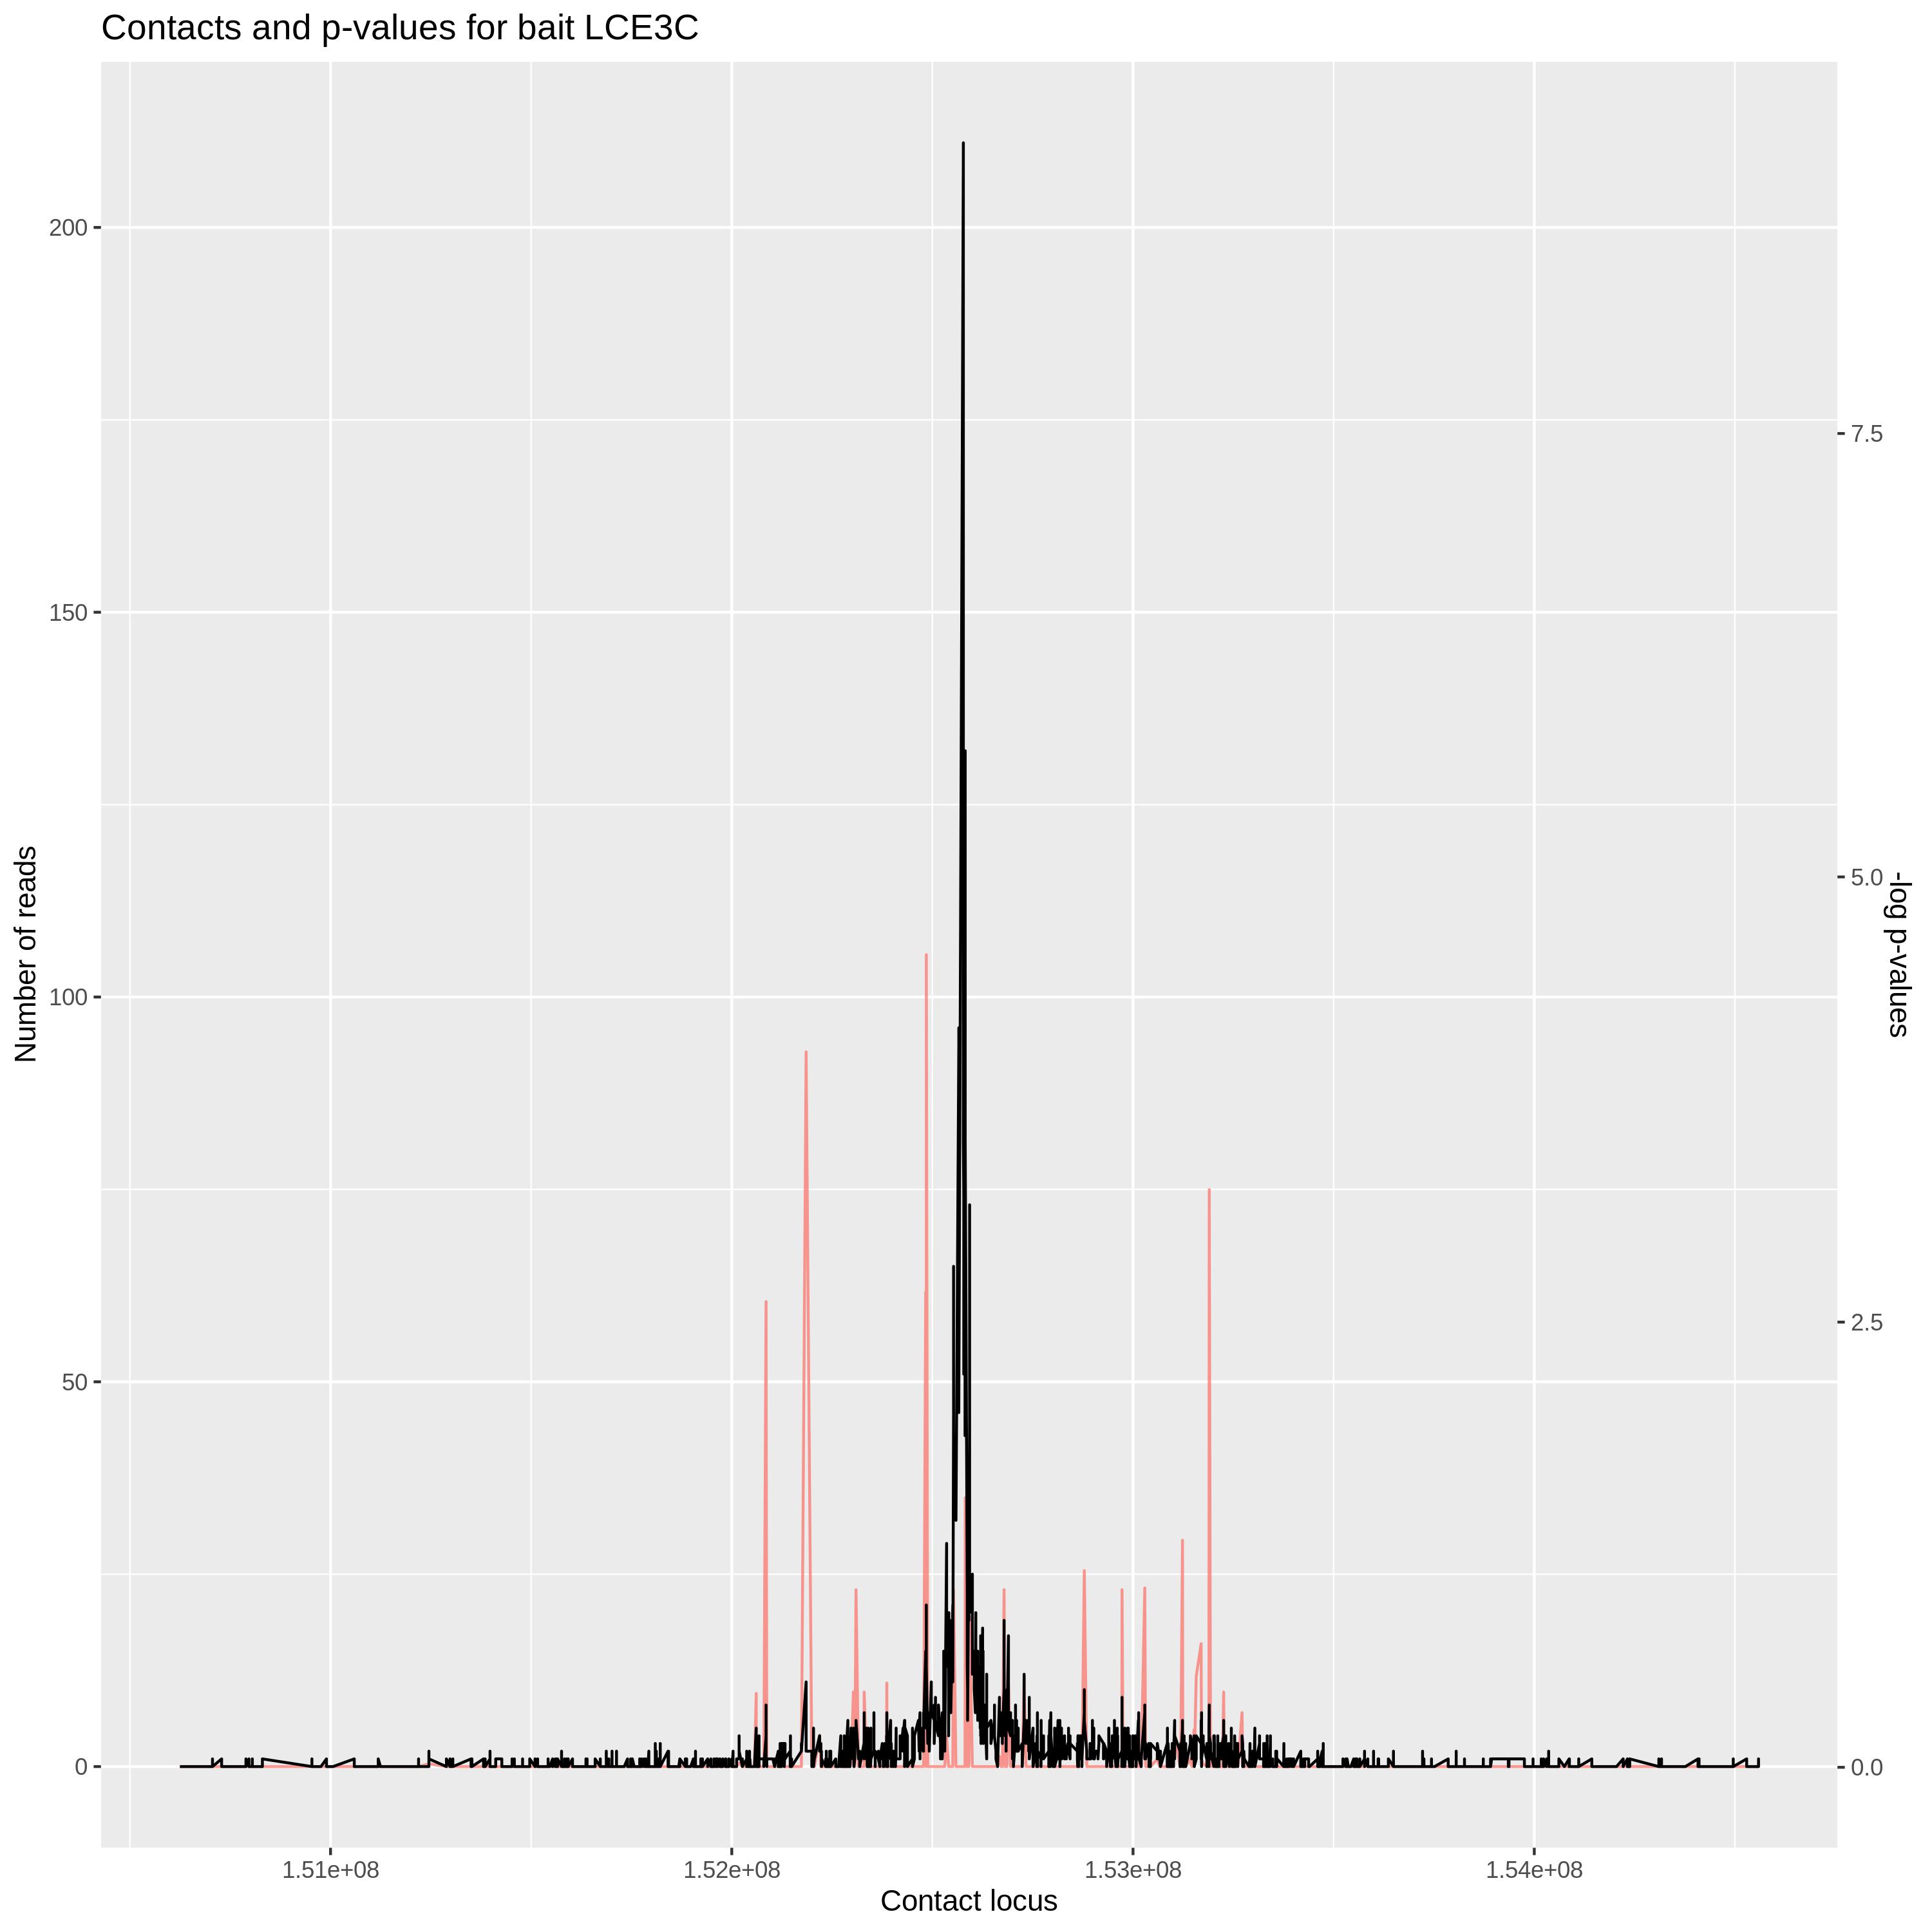 Contacts and p-values for bait LCE3C
200
150
100
50
0
Number of reads
7.5
5.0
2.5
0.0
-log p-values
1.51e+08 1.52e+08 1.53e+08 1.54e+08
Contact locus